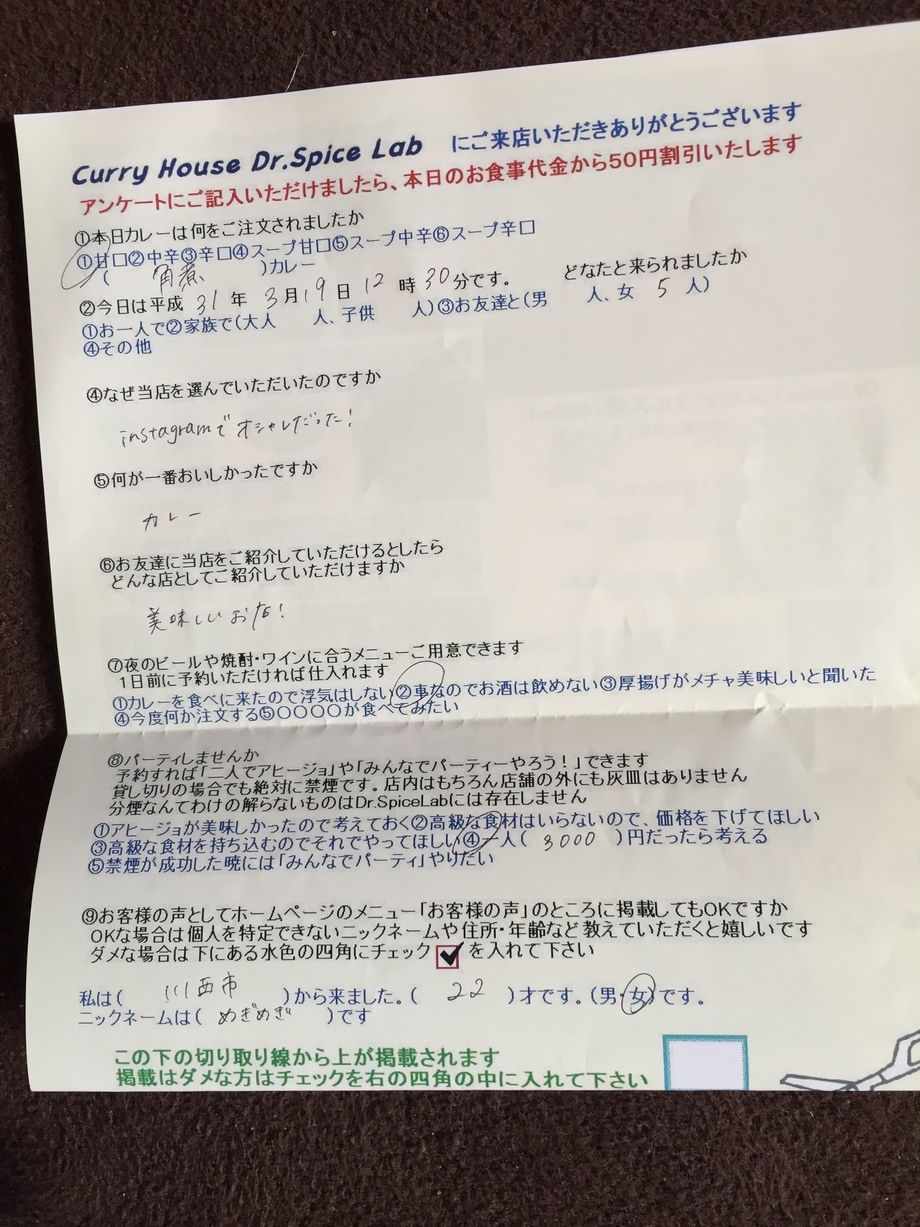 Curry House Dr.Spice Lab にご来店いただきありがとうございます
アンケートにご記入いただけましたら、本日のお食事代金から50円割引いたします
①本日カレーは何をご注文されましたか
①甘口②中辛③辛口④スープ甘口⑤スープ中辛⑥スープ辛口
( 角煮 )カレー
②今日は平成 31 年 3月19日 12 時 30分です。 どなたと来られましたか
①お一人で②家族で(大人 人、子供 人)③お友達と(男 人、女 5 人)
④その他
④なぜ当店を選んでいただいたのですか
instagramでオシャレだった!
⑤何が一番おいしかったですか
カレー
⑥お友達に当店をご紹介していただけるとしたら
どんな店としてご紹介していただけますか
美味しいお店!
⑦夜のビールや焼酎・ワインに合うメニューご用意できます
1日前に予約いただければ仕入れます
①カレーを食べに来たので浮気はしない②車なのでお酒は飲めない③厚揚げがメチャ美味しいと聞いた
④今度何か注文する⑤〇〇〇〇が食べてみたい
⑧パーティしませんか
予約すれば「二人でアヒージョ」や「みんなでパーティーやろう!」できます
貸し切りの場合でも絶対に禁煙です。店内はもちろん店舗の外にも灰皿はありません
分煙なんてわけの解らないものはDr.SpiceLabには存在しません
①アヒージョが美味しかったので考えておく②高級な食材はいらないので、価格を下げてほしい
③高級な食材を持ち込むのでそれでやってほしい④一人( 3000 )円だったら考える
⑤禁煙が成功した暁には「みんなでパーティ」やりたい
⑨お客様の声としてホームページのメニュー「お客様の声」のところに掲載してもOKですか
OKな場合は個人を特定できないニックネームや住所・年齢など教えていただくと嬉しいです
ダメな場合は下にある水色の四角にチェック を入れて下さい
私は( 川西市 )から来ました。( 22 )才です。(男・女)です。
ニックネームは( めぎめぎ )です
この下の切り取り線から上が掲載されます
掲載はダメな方はチェックを右の四角の中に入れて下さい